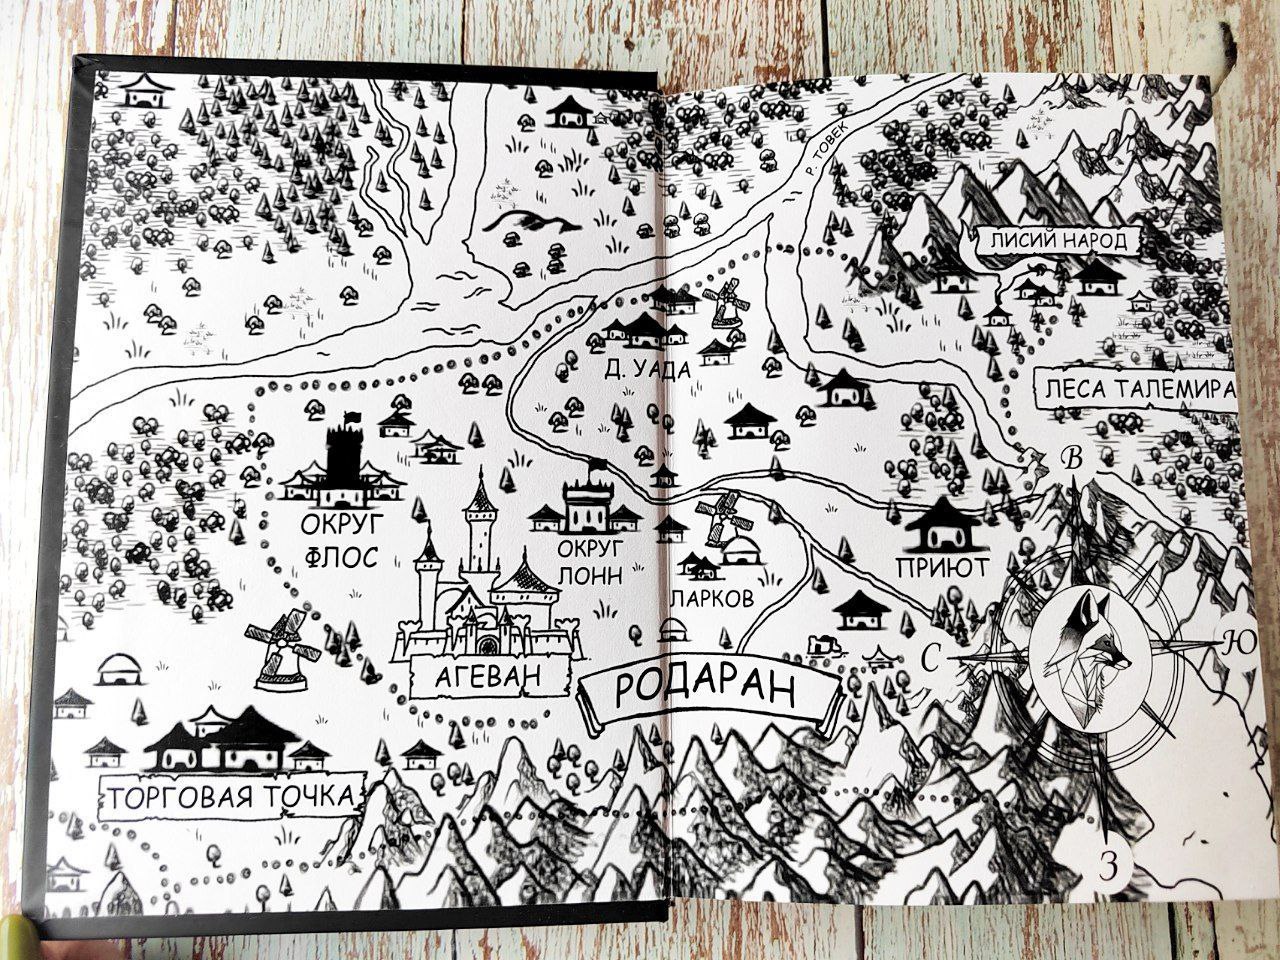 Р. ТОВЕК
ЛИСИЙ НАРОД
Д. УАДА
ЛЕСА ТАЛЕМИРА
В
ОКРУГ
ФЛОС
ОКРУГ
ЛОНН
ПРИЮТ
ЛАРКОВ
С
Ю
АГЕВАН
РОДАРАН
ТОРГОВАЯ ТОЧКА
З